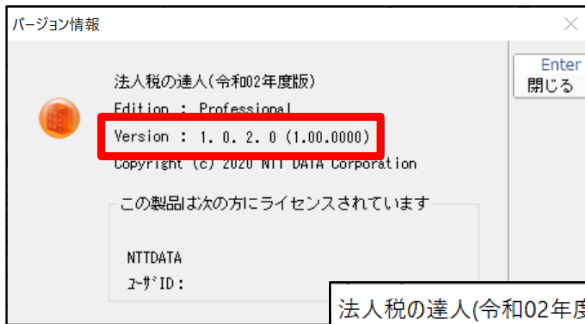 バージョン情報
Enter
閉じる
法人税の達人(令和02年度版)
Edition : Professional
Version : 1. 0. 2. 0 (1.00.0000)
Copyright (c) 2020 NTT DATA Corporation
この製品は次の方にライセンスされています
NTTDATA
ユーザID :
法人税の達人(令和02年度